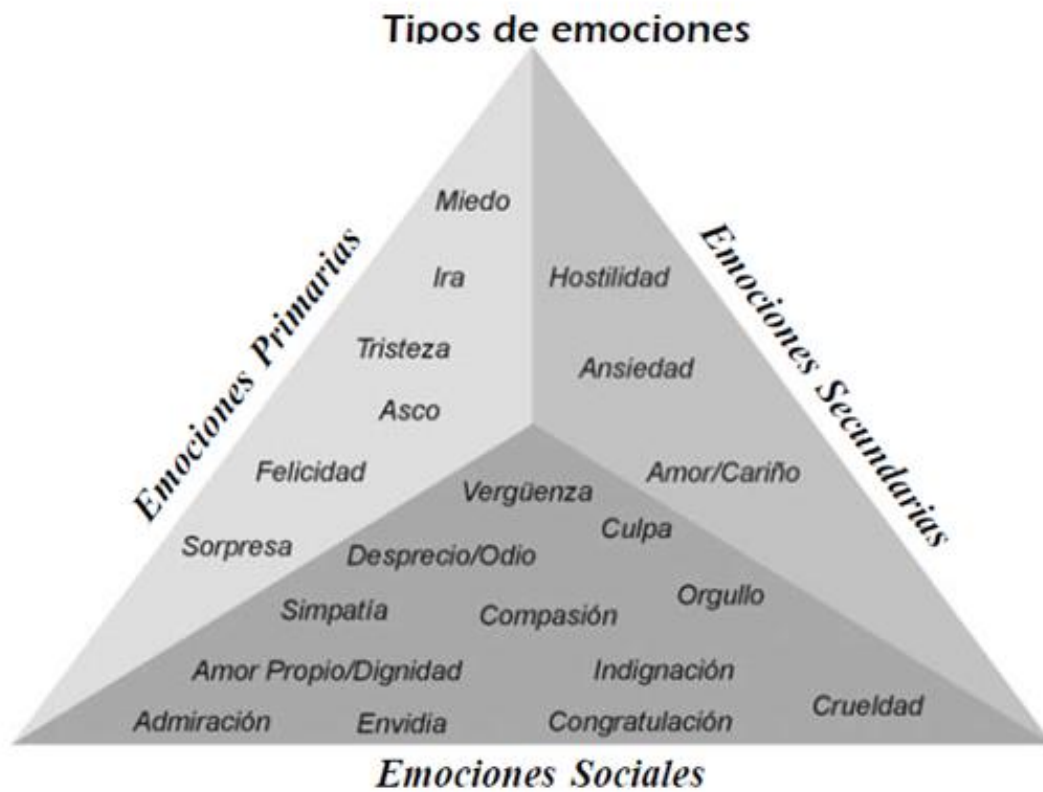 Tipos de emociones
Emociones Primarias
Miedo
Ira
Tristeza
Asco
Felicidad
Sorpresa
Emociones Secundarias
Hostilidad
Ansiedad
Amor/Cariño
Vergüenza
Culpa
Desprecio/Odio
Orgullo
Simpatía
Compasión
Amor Propio/Dignidad
Indignación
Crueldad
Admiración
Envidia
Congratulación
Emociones Sociales